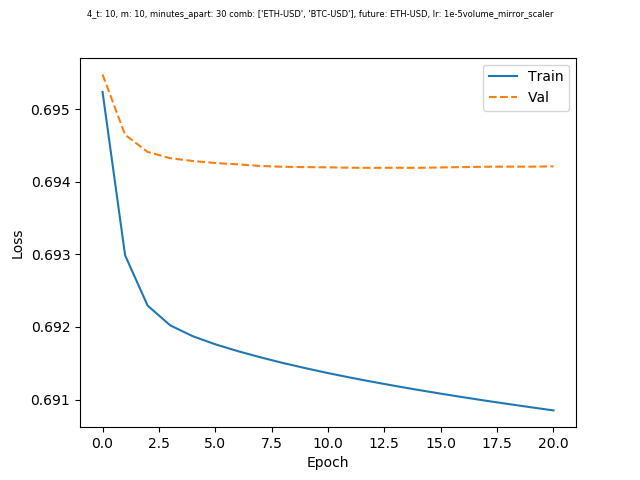 4_t: 10, m: 10, minutes_apart: 30 comb: ['ETH-USD', 'BTC-USD'], future: ETH-USD, lr: 1e-5volume_mirror_scaler
Train
Val
0.695
0.694
0.693
0.692
0.691
Loss
0.0 2.5 5.0 7.5 10.0 12.5 15.0 17.5 20.0
Epoch